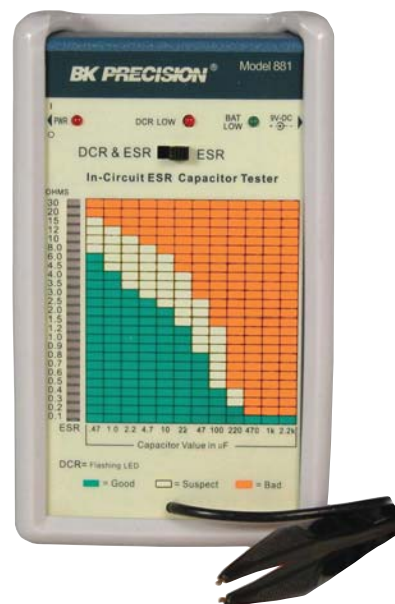 BK PRECISION® Model 881
I
PWR DCR LOW BAT LOW 9V-DC
O
DCR & ESR ESR
In-Circuit ESR Capacitor Tester
OHMS
30
20
15
12
10
8.0
6.0
4.5
4.0
3.5
3.0
2.5
2.0
1.5
1.2
1.0
0.9
0.8
0.7
0.6
0.5
0.4
0.3
0.2
0.1
ESR .47 1.0 2.2 4.7 10 22 47 100 220 470 1k 2.2k
Capacitor Value in uF
DCR= Flashing LED
= Good = Suspect = Bad